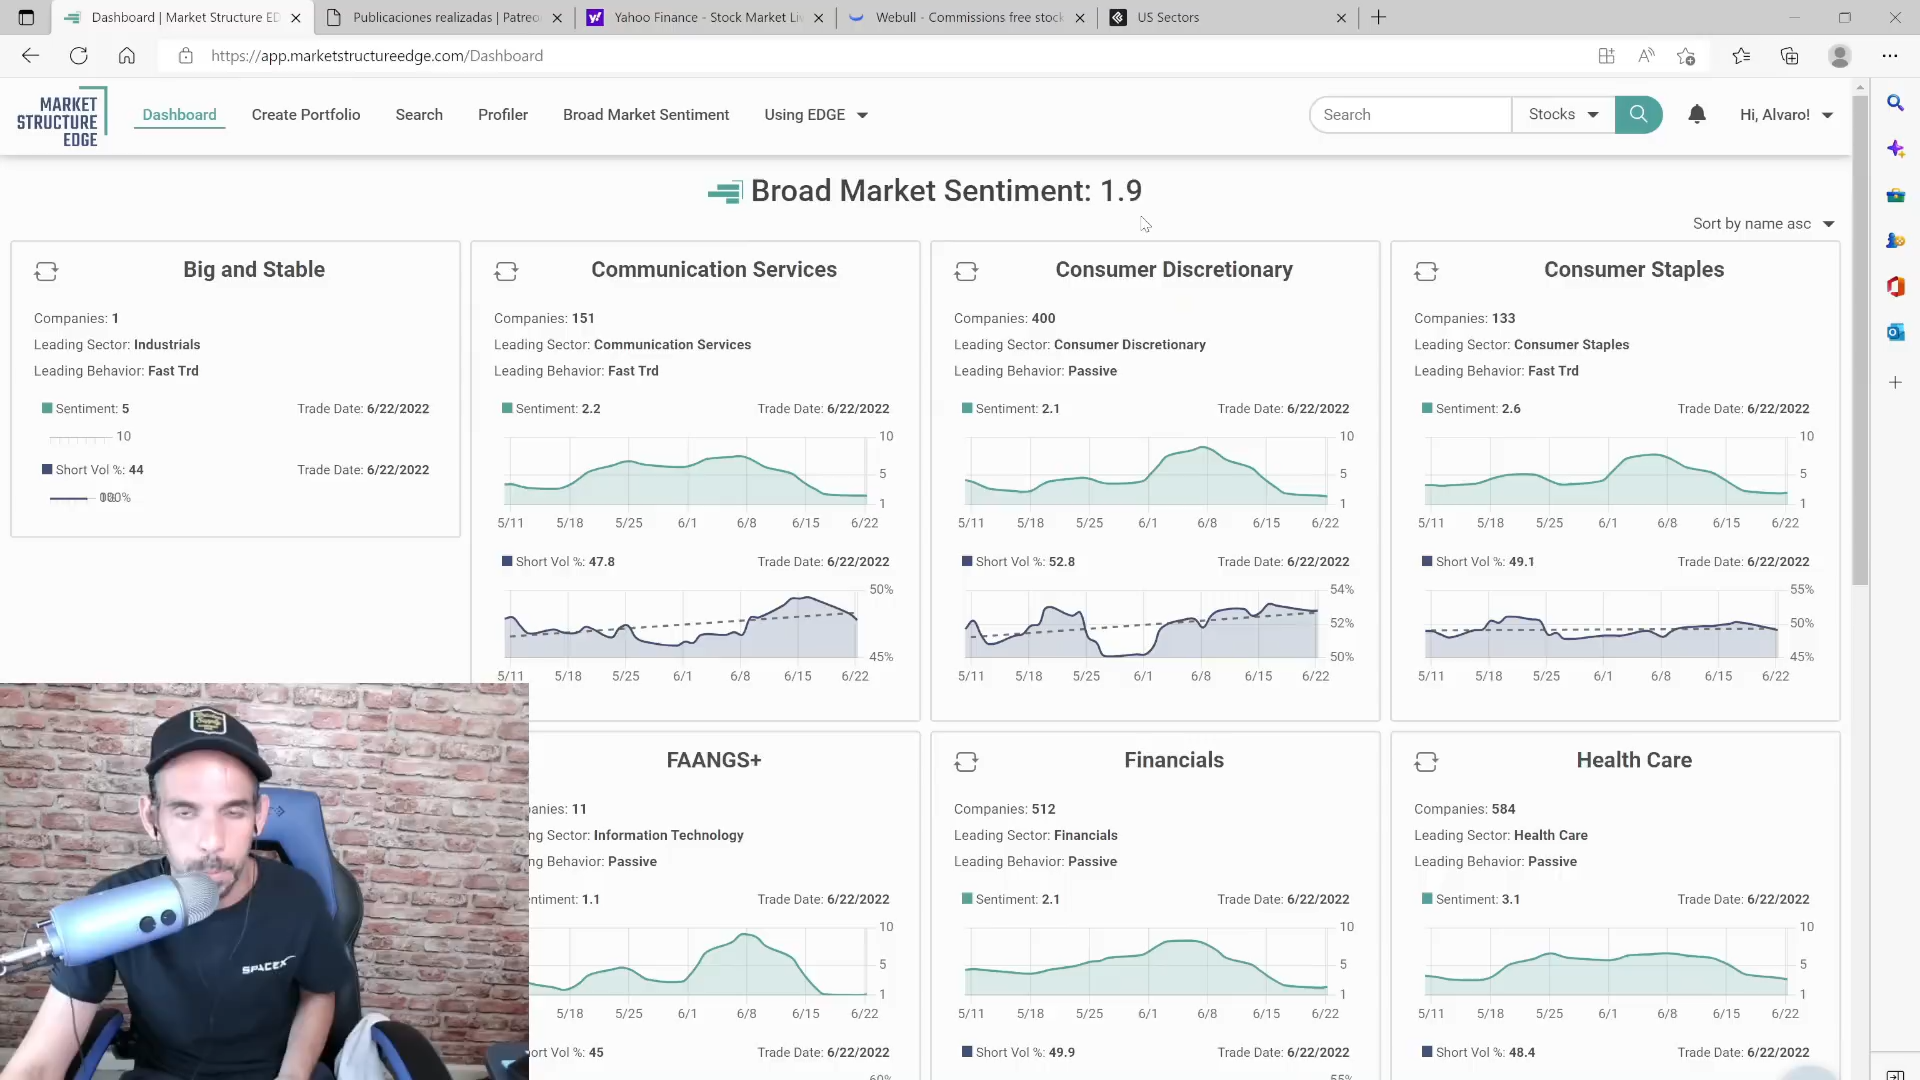 Dashboard | Market Structure ED
Publicaciones realizadas | Patreo
Yahoo Finance - Stock Market Li
Webull - Commissions free stock
US Sectors
https://app.marketstructureedge.com/Dashboard
MARKET
STRUCTURE
EDGE
Dashboard
Create Portfolio
Search
Profiler
Broad Market Sentiment
Using EDGE
Search
Stocks
Hi, Alvaro!
Broad Market Sentiment: 1.9
Sort by name asc
Big and Stable
Companies: 1
Leading Sector: Industrials
Leading Behavior: Fast Trd
Sentiment: 5 Trade Date: 6/22/2022
10
Short Vol %: 44 Trade Date: 6/22/2022
Communication Services
Companies: 151
Leading Sector: Communication Services
Leading Behavior: Fast Trd
Sentiment: 2.2 Trade Date: 6/22/2022
10
5
1
5/11 5/18 5/25 6/1 6/8 6/15 6/22
Short Vol %: 47.8 Trade Date: 6/22/2022
50%
45%
5/11 5/18 5/25 6/1 6/8 6/15 6/22
Consumer Discretionary
Companies: 400
Leading Sector: Consumer Discretionary
Leading Behavior: Passive
Sentiment: 2.1 Trade Date: 6/22/2022
10
5
1
5/11 5/18 5/25 6/1 6/8 6/15 6/22
Short Vol %: 52.8 Trade Date: 6/22/2022
54%
52%
50%
5/11 5/18 5/25 6/1 6/8 6/15 6/22
Consumer Staples
Companies: 133
Leading Sector: Consumer Staples
Leading Behavior: Fast Trd
Sentiment: 2.6 Trade Date: 6/22/2022
10
5
1
5/11 5/18 5/25 6/1 6/8 6/15 6/22
Short Vol %: 49.1 Trade Date: 6/22/2022
55%
50%
45%
5/11 5/18 5/25 6/1 6/8 6/15 6/22
FAANGS+
anies: 11
ng Sector: Information Technology
ng Behavior: Passive
ntiment: 1.1 Trade Date: 6/22/2022
10
5
1
5/18 5/25 6/1 6/8 6/15 6/22
ort Vol %: 45 Trade Date: 6/22/2022
60%
Financials
Companies: 512
Leading Sector: Financials
Leading Behavior: Passive
Sentiment: 2.1 Trade Date: 6/22/2022
10
5
1
5/11 5/18 5/25 6/1 6/8 6/15 6/22
Short Vol %: 49.9 Trade Date: 6/22/2022
55%
Health Care
Companies: 584
Leading Sector: Health Care
Leading Behavior: Passive
Sentiment: 3.1 Trade Date: 6/22/2022
10
5
1
5/11 5/18 5/25 6/1 6/8 6/15 6/22
Short Vol %: 48.4 Trade Date: 6/22/2022
SPACEX